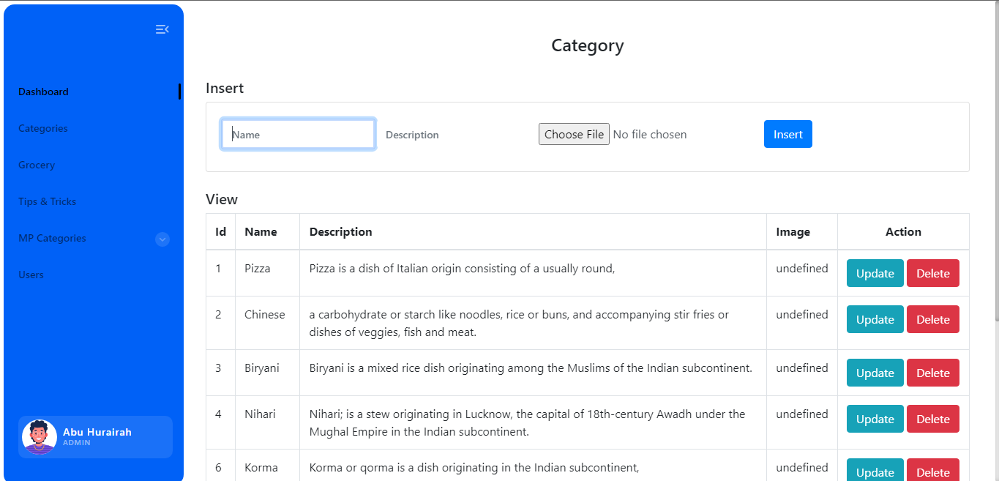 Dashboard
Categories
Grocery
Tips & Tricks
MP Categories
Users
Abu Hurairah
ADMIN
Category
Insert
Name Description Choose File No file chosen Insert
View
Id Name Description Image Action
1 Pizza Pizza is a dish of Italian origin consisting of a usually round, undefined Update Delete
2 Chinese a carbohydrate or starch like noodles, rice or buns, and accompanying stir fries or undefined Update Delete
dishes of veggies, fish and meat.
3 Biryani Biryani is a mixed rice dish originating among the Muslims of the Indian subcontinent. undefined Update Delete
4 Nihari Nihari; is a stew originating in Lucknow, the capital of 18th-century Awadh under the undefined Update Delete
Mughal Empire in the Indian subcontinent.
6 Korma Korma or qorma is a dish originating in the Indian subcontinent, undefined Update Delete